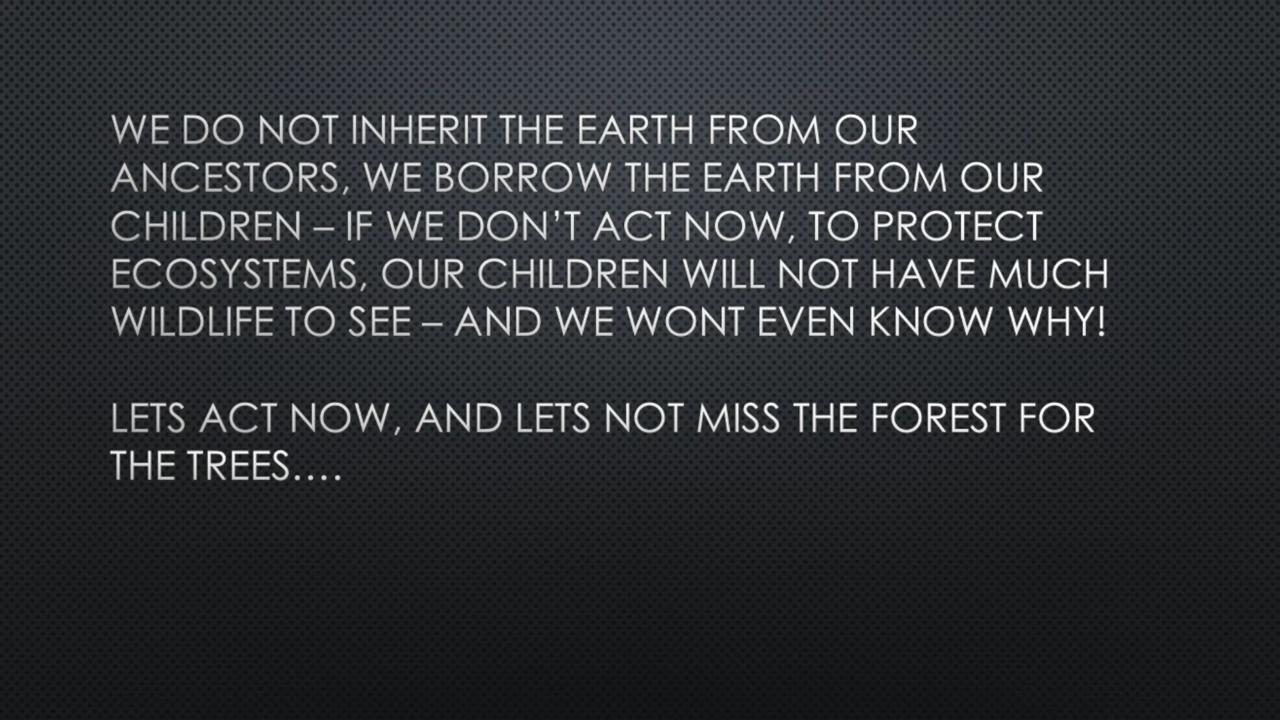 WE DO NOT INHERIT THE EARTH FROM OUR
ANCESTORS, WE BORROW THE EARTH FROM OUR
CHILDREN – IF WE DON’T ACT NOW, TO PROTECT
ECOSYSTEMS, OUR CHILDREN WILL NOT HAVE MUCH
WILDLIFE TO SEE – AND WE WONT EVEN KNOW WHY!
LETS ACT NOW, AND LETS NOT MISS THE FOREST FOR
THE TREES….